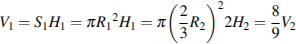 V₁ = S₁H₁ = πR₁²H₁ = π(2/3 R₂)² 2H₂ = 8/9 V₂